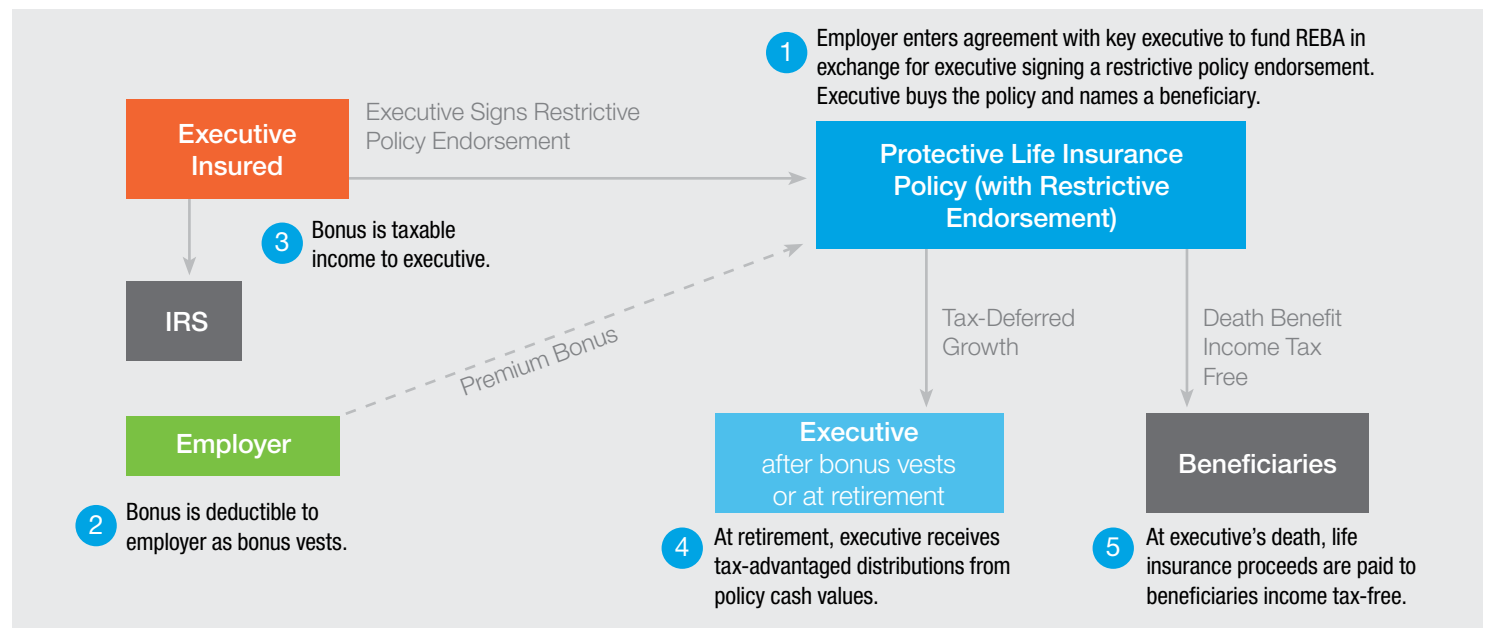 1
Employer enters agreement with key executive to fund REBA in
exchange for executive signing a restrictive policy endorsement.
Executive buys the policy and names a beneficiary.
Executive
Insured
Executive Signs Restrictive
Policy Endorsement
Protective Life Insurance
Policy (with Restrictive
Endorsement)
3
Bonus is taxable
income to executive.
IRS
Premium Bonus
Tax-Deferred
Growth
Death Benefit
Income Tax
Free
Employer
2
Bonus is deductible to
employer as bonus vests.
Executive
after bonus vests
or at retirement
Beneficiaries
4
At retirement, executive receives
tax-advantaged distributions from
policy cash values.
5
At executive’s death, life
insurance proceeds are paid to
beneficiaries income tax-free.